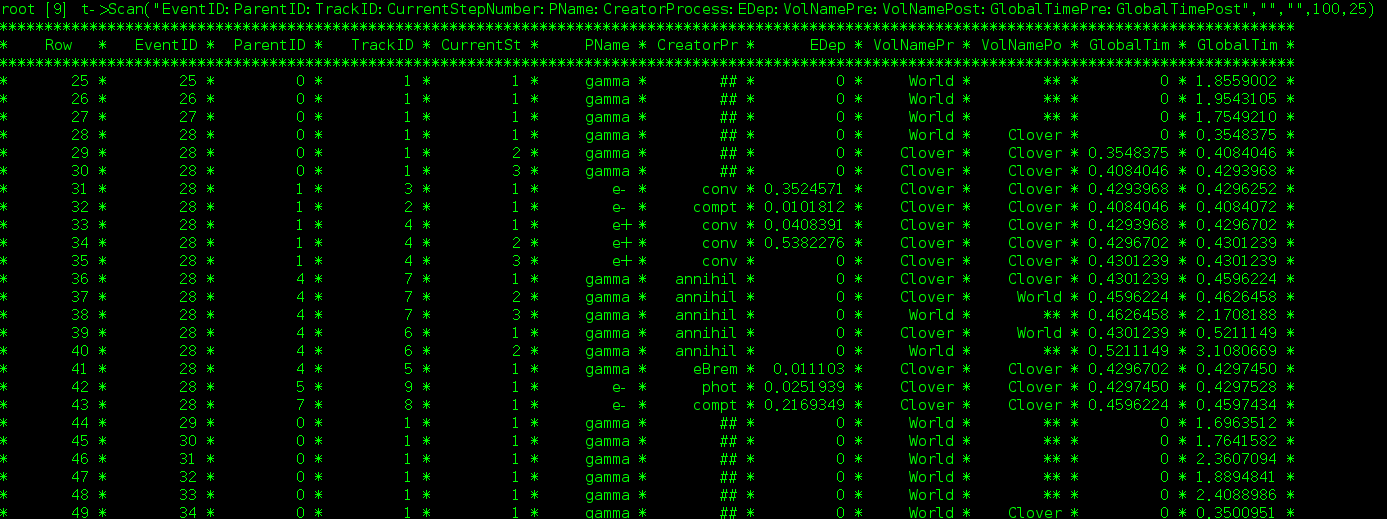 root [9] t->Scan("EventID:ParentID:TrackID:CurrentStepNumber:PName:CreatorProcess:EDep:VolNamePre:VolNamePost:GlobalTimePre:GlobalTimePost","","",100,25)
************************************************************************************************************************************************
* Row * EventID * ParentID * TrackID * CurrentSt * PName * CreatorPr * EDep * VolNamePr * VolNamePo * GlobalTim * GlobalTim *
************************************************************************************************************************************************
* 25 * 25 * 0 * 1 * 1 * gamma * ## * 0 * World * ** * 0 * 1.8559002 *
* 26 * 26 * 0 * 1 * 1 * gamma * ## * 0 * World * ** * 0 * 1.9543105 *
* 27 * 27 * 0 * 1 * 1 * gamma * ## * 0 * World * ** * 0 * 1.7549210 *
* 28 * 28 * 0 * 1 * 1 * gamma * ## * 0 * World * Clover * 0 * 0.3548375 *
* 29 * 28 * 0 * 1 * 2 * gamma * ## * 0 * Clover * Clover * 0.3548375 * 0.4084046 *
* 30 * 28 * 0 * 1 * 3 * gamma * ## * 0 * Clover * Clover * 0.4084046 * 0.4293968 *
* 31 * 28 * 1 * 3 * 1 * e- * conv * 0.3524571 * Clover * Clover * 0.4293968 * 0.4296252 *
* 32 * 28 * 1 * 2 * 1 * e- * compt * 0.0101812 * Clover * Clover * 0.4084046 * 0.4084072 *
* 33 * 28 * 1 * 4 * 1 * e+ * conv * 0.0408391 * Clover * Clover * 0.4293968 * 0.4296702 *
* 34 * 28 * 1 * 4 * 2 * e+ * conv * 0.5382276 * Clover * Clover * 0.4296702 * 0.4301239 *
* 35 * 28 * 1 * 4 * 3 * e+ * conv * 0 * Clover * Clover * 0.4301239 * 0.4301239 *
* 36 * 28 * 4 * 7 * 1 * gamma * annihil * 0 * Clover * Clover * 0.4301239 * 0.4596224 *
* 37 * 28 * 4 * 7 * 2 * gamma * annihil * 0 * Clover * World * 0.4596224 * 0.4626458 *
* 38 * 28 * 4 * 7 * 3 * gamma * annihil * 0 * World * ** * 0.4626458 * 2.1708188 *
* 39 * 28 * 4 * 6 * 1 * gamma * annihil * 0 * Clover * World * 0.4301239 * 0.5211149 *
* 40 * 28 * 4 * 6 * 2 * gamma * annihil * 0 * World * ** * 0.5211149 * 3.1080669 *
* 41 * 28 * 4 * 5 * 1 * gamma * eBrem * 0.011103 * Clover * Clover * 0.4296702 * 0.4297450 *
* 42 * 28 * 5 * 9 * 1 * e- * phot * 0.0251939 * Clover * Clover * 0.4297450 * 0.4297528 *
* 43 * 28 * 7 * 8 * 1 * e- * compt * 0.2169349 * Clover * Clover * 0.4596224 * 0.4597434 *
* 44 * 29 * 0 * 1 * 1 * gamma * ## * 0 * World * ** * 0 * 1.6963512 *
* 45 * 30 * 0 * 1 * 1 * gamma * ## * 0 * World * ** * 0 * 1.7641582 *
* 46 * 31 * 0 * 1 * 1 * gamma * ## * 0 * World * ** * 0 * 2.3607094 *
* 47 * 32 * 0 * 1 * 1 * gamma * ## * 0 * World * ** * 0 * 1.8894841 *
* 48 * 33 * 0 * 1 * 1 * gamma * ## * 0 * World * ** * 0 * 2.4088986 *
* 49 * 34 * 0 * 1 * 1 * gamma * ## * 0 * World * Clover * 0 * 0.3500951 *